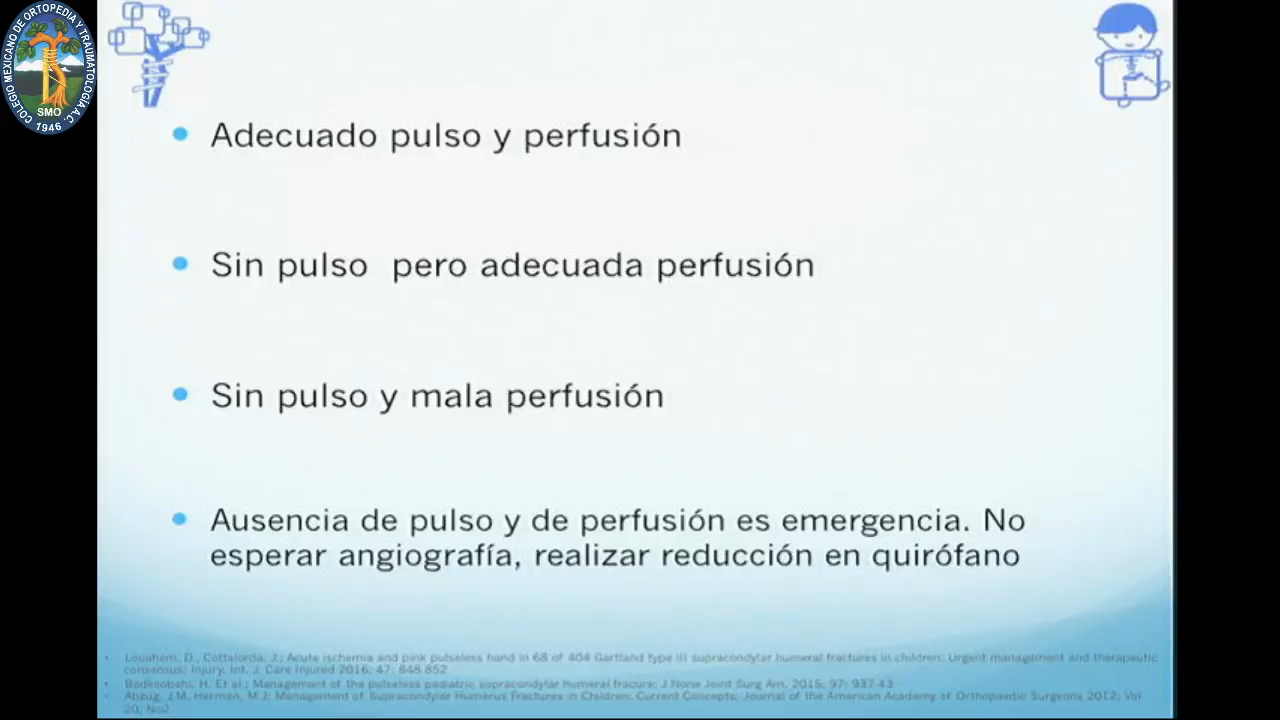 COLEGIO MEXICANO DE ORTOPEDIA Y TRAUMATOLOGIA A.C.
SMO
1946
Adecuado pulso y perfusión
Sin pulso pero adecuada perfusión
Sin pulso y mala perfusión
Ausencia de pulso y de perfusión es emergencia. No
esperar angiografía, realizar reducción en quirófano
D., Cottalorda, J.; Acute ischemia and pink pulseless hand in 68 of 404 Gartland type III supracondylar humeral fractures in children: Urgent management and therapeutic
consensus. Injury. Int. J. Care Injured 2016; 47: 848 852
H. Et al.; Management of the pulseless pediatric supracondylar humeral fracure; J Joint Surg Am. 2015; 97: 937-43
Abzug, J.M. Herman, M.J. Management of Supracondylar Humerus Fractures in Children: Current Concepts. Journal of the American Academy of Orthopaedic Surgeons 2012; Vol
20, No2